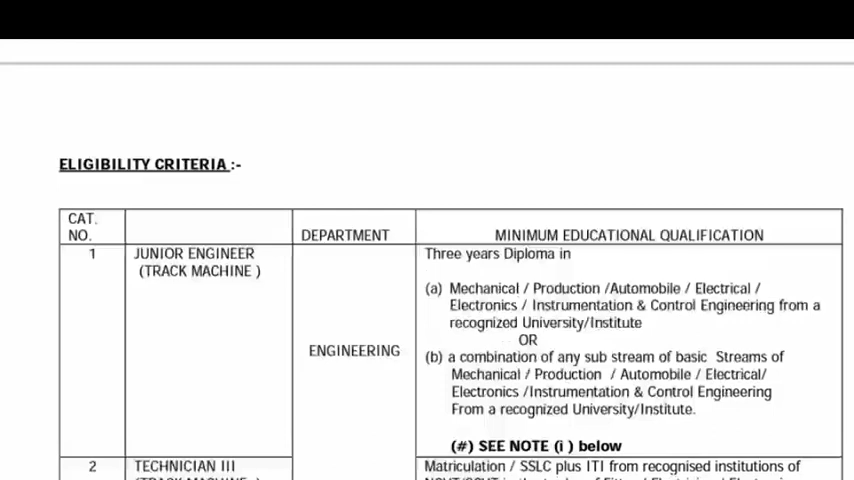 ELIGIBILITY CRITERIA :-
CAT.
NO.
DEPARTMENT
MINIMUM EDUCATIONAL QUALIFICATION
1
JUNIOR ENGINEER
(TRACK MACHINE )
ENGINEERING
Three years Diploma in
(a) Mechanical / Production /Automobile / Electrical /
Electronics / Instrumentation & Control Engineering from a
recognized University/Institute
OR
(b) a combination of any sub stream of basic Streams of
Mechanical / Production / Automobile / Electrical/
Electronics /Instrumentation & Control Engineering
From a recognized University/Institute.
(#) SEE NOTE (i ) below
2
TECHNICIAN III
(TRACK MACHINE )
Matriculation / SSLC plus ITI from recognised institutions of